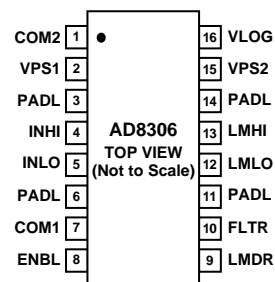 COM2 1 16 VLOG
VPS1 2 15 VPS2
PADL 3 14 PADL
INHI 4 AD8306 13 LMHI
INLO 5 TOP VIEW 12 LMLO
(Not to Scale)
PADL 6 11 PADL
COM1 7 10 FLTR
ENBL 8 9 LMDR